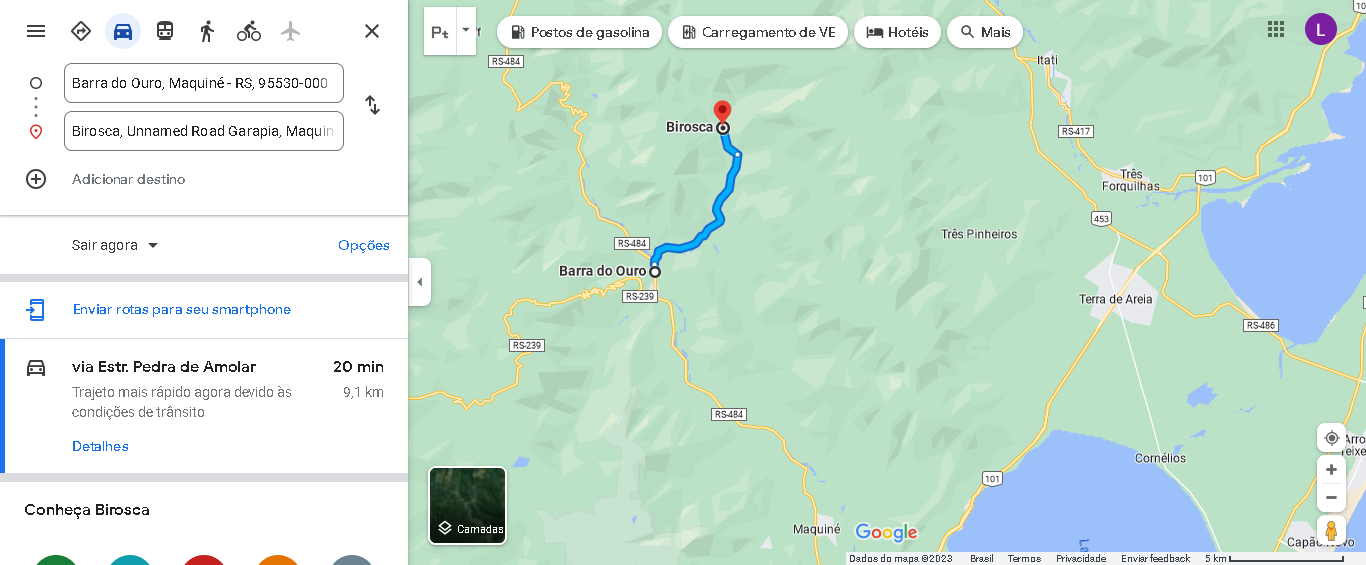 Barra do Ouro, Maquiné - RS, 95530-000
Birosca, Unnamed Road Garapia, Maquin
Adicionar destino
Sair agora
Opções
Enviar rotas para seu smartphone
via Estr. Pedra de Amolar
20 min
Trajeto mais rápido agora devido às
9,1 km
condições de trânsito
Detalhes
Conheça Birosca
Postos de gasolina
Carregamento de VE
Hotéis
Mais
L
RS-484
Itati
RS-417
Birosca
Três
Forquilhas
101
453
Três Pinheiros
RS-484
Barra do Ouro
RS-239
Terra de Areia
RS-486
RS-239
RS-484
Cornélios
101
Camadas
Maquiné
Google
Capão Novo
Dados do mapa ©2023
Brasil
Termos
Privacidade
Enviar feedback
5 km